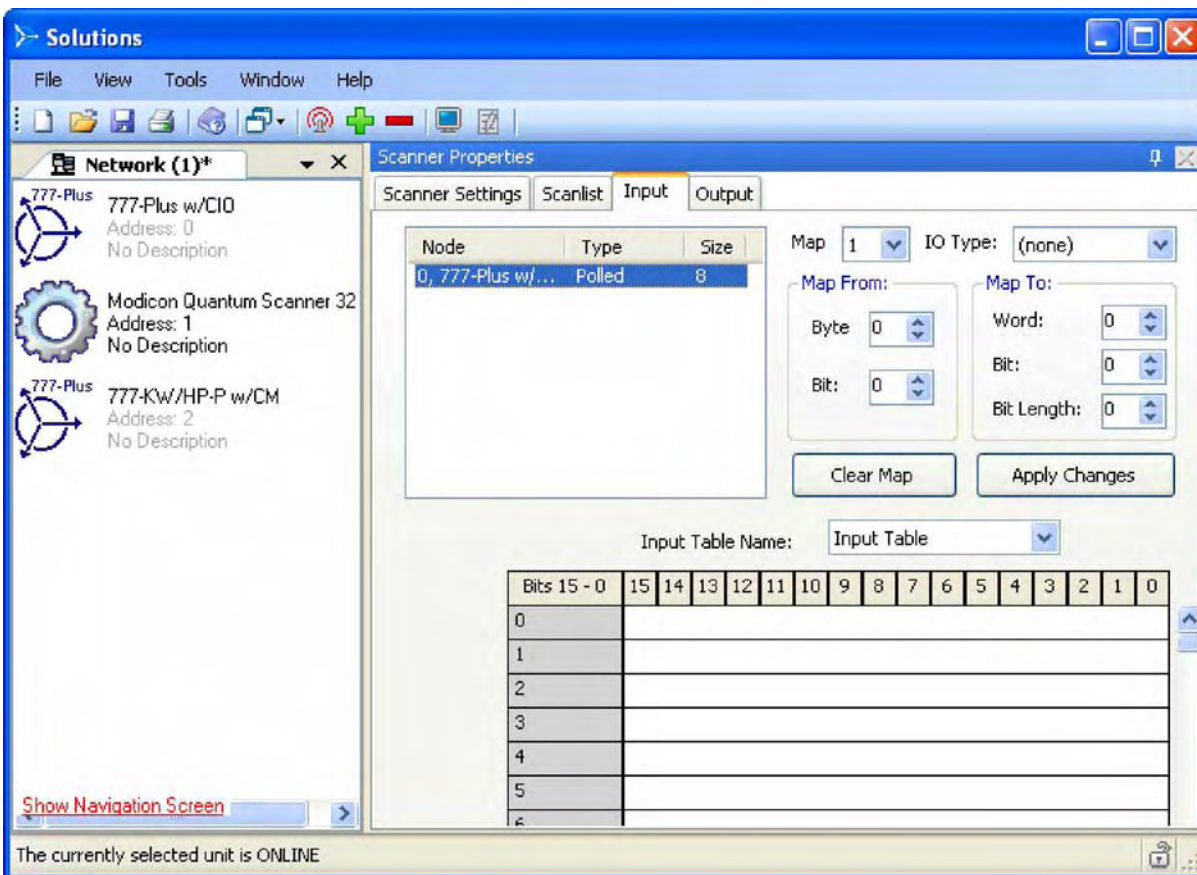 Solutions
File View Tools Window Help
Network (1)*
777-Plus
777-Plus w/CIO
Address: 0
No Description
Modicon Quantum Scanner 32
Address: 1
No Description
777-Plus
777-KW/HP-P w/CM
Address: 2
No Description
Show Navigation Screen
Scanner Properties
Scanner Settings Scanlist Input Output
Node Type Size
0, 777-Plus w/... Polled 8
Map 1 IO Type: (none)
Map From:
Byte 0
Bit: 0
Map To:
Word: 0
Bit: 0
Bit Length: 0
Clear Map Apply Changes
Input Table Name: Input Table
Bits 15 - 0 15 14 13 12 11 10 9 8 7 6 5 4 3 2 1 0
0
1
2
3
4
5
6
The currently selected unit is ONLINE